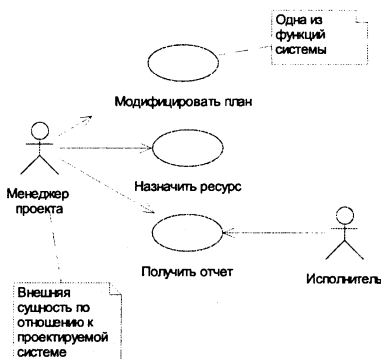 Одна из
функций
системы
Модифицировать план
Менеджер
проекта
Назначить ресурс
Получить отчет
Исполнитель
Внешняя
сущность по
отношению к
проектируемой
системе